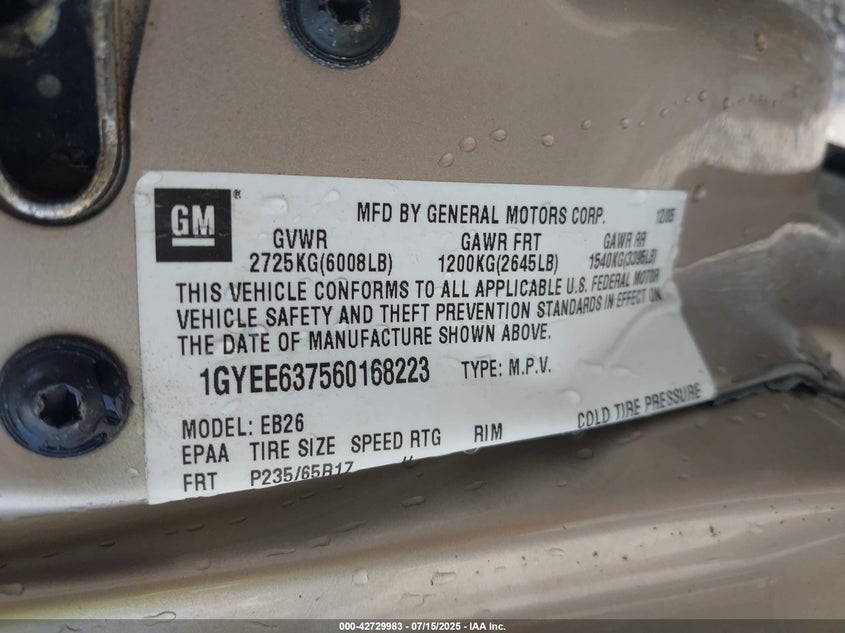 GM ®
MFD BY GENERAL MOTORS CORP. 12/05
GVWR GAWR FRT GAWR RR
2725KG(6008LB) 1200KG(2645LB) 1540KG(3395LB)
THIS VEHICLE CONFORMS TO ALL APPLICABLE U.S. FEDERAL MOTOR
VEHICLE SAFETY AND THEFT PREVENTION STANDARDS IN EFFECT ON
THE DATE OF MANUFACTURE SHOWN ABOVE.
1GYEE637560168223 TYPE: M.P.V.
MODEL: EB26
EPAA TIRE SIZE SPEED RTG RIM COLD TIRE PRESSURE
FRT P235/65R17
000-42729983 - 07/15/2025 - IAA Inc.